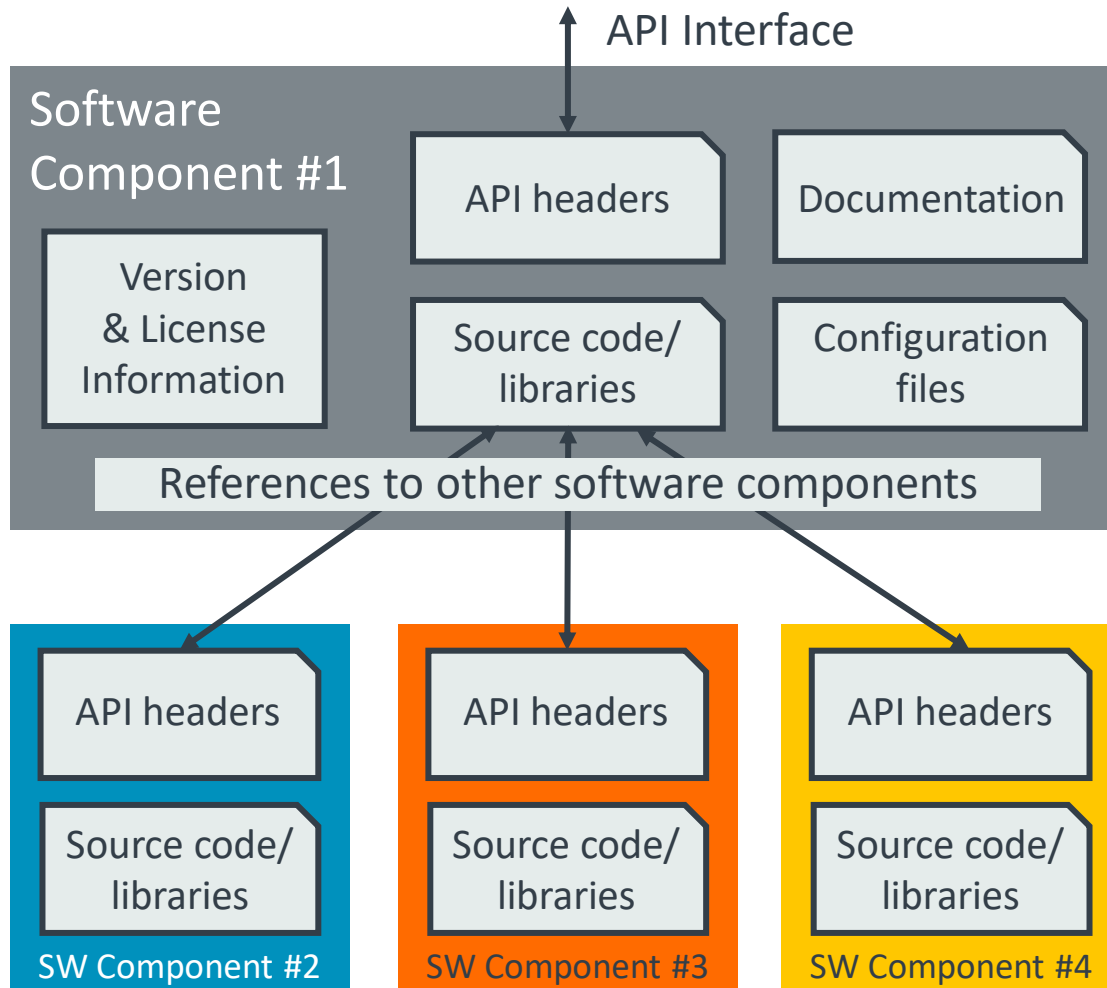 API Interface
Software
Component #1
API headers
Documentation
Version
& License
Information
Source code/
libraries
Configuration
files
References to other software components
API headers
Source code/
libraries
SW Component #2
API headers
Source code/
libraries
SW Component #3
API headers
Source code/
libraries
SW Component #4